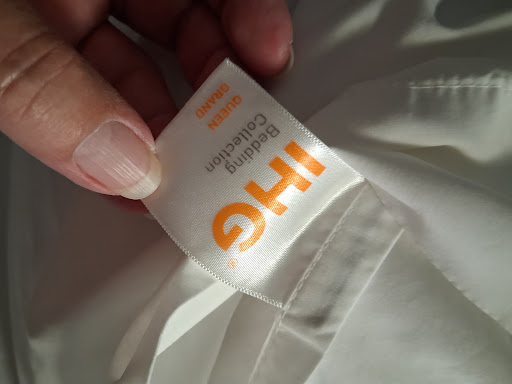 IHG®
Bedding
Collection
QUEEN
GRAND